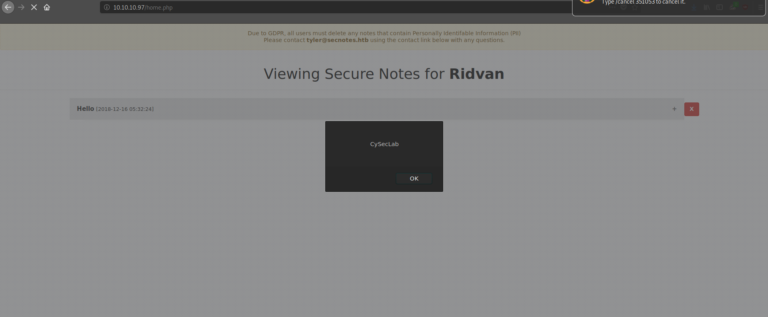 Type /cancel 351053 to cancel it.
10.10.10.97/home.php
Due to GDPR, all users must delete any notes that contain Personally Identifable Information (PII)
Please contact tyler@secnotes.htb using the contact link below with any questions.
Viewing Secure Notes for Ridvan
Hello [2018-12-16 05:32:24]
CySecLab
OK